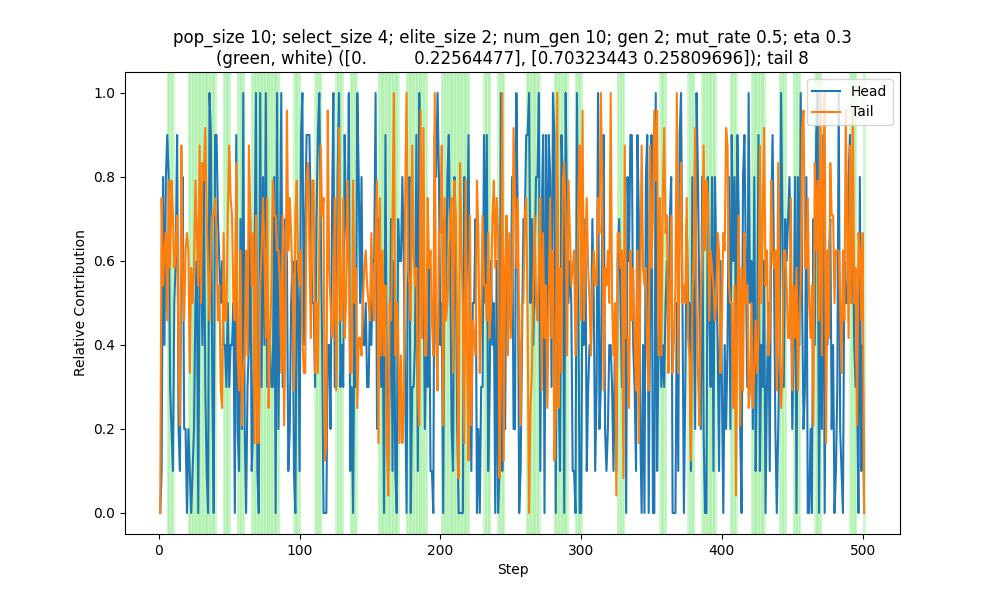 pop_size 10; select_size 4; elite_size 2; num_gen 10; gen 2; mut_rate 0.5; eta 0.3
(green, white) ([0.         0.22564477], [0.70323443 0.25809696]); tail 8
Head
Tail
Relative Contribution
1.0
0.8
0.6
0.4
0.2
0.0
0 100 200 300 400 500
Step